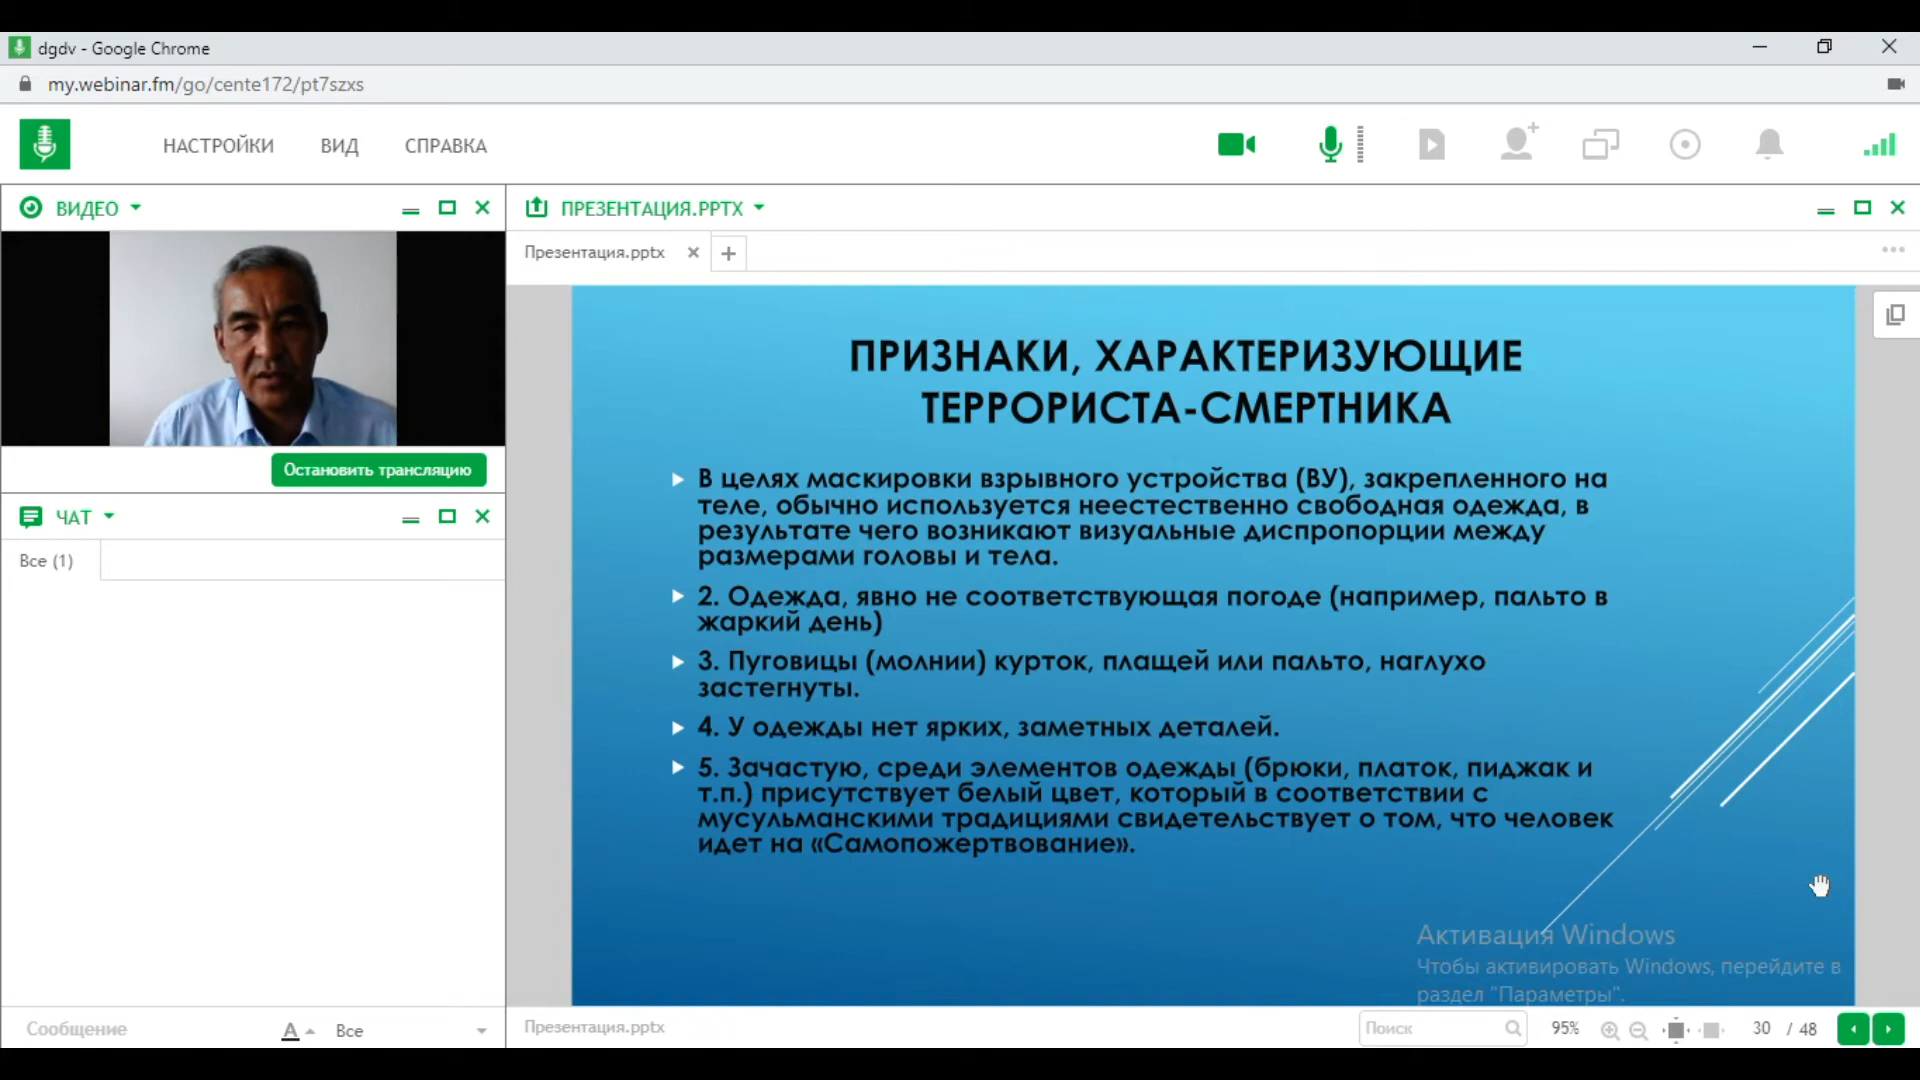 dgdv - Google Chrome
my.webinar.fm/go/cente172/pt7szxs
НАСТРОЙКИ ВИД СПРАВКА
ВИДЕО
Остановить трансляцию
ЧАТ
Все (1)
Сообщение А Все
ПРЕЗЕНТАЦИЯ.PPTX
Презентация.pptx
ПРИЗНАКИ, ХАРАКТЕРИЗУЮЩИЕ
ТЕРРОРИСТА-СМЕРТНИКА
В целях маскировки взрывного устройства (ВУ), закрепленного на
теле, обычно используется неестественно свободная одежда, в
результате чего возникают визуальные диспропорции между
размерами головы и тела.
2. Одежда, явно не соответствующая погоде (например, пальто в
жаркий день)
3. Пуговицы (молнии) курток, плащей или пальто, наглухо
застегнуты.
4. У одежды нет ярких, заметных деталей.
5. Зачастую, среди элементов одежды (брюки, платок, пиджак и
т.п.) присутствует белый цвет, который в соответствии с
мусульманскими традициями свидетельствует о том, что человек
идет на «Самопожертвование».
Активация Windows
Чтобы активировать Windows, перейдите в
раздел "Параметры".
Презентация.pptx Поиск 95% 30 / 48